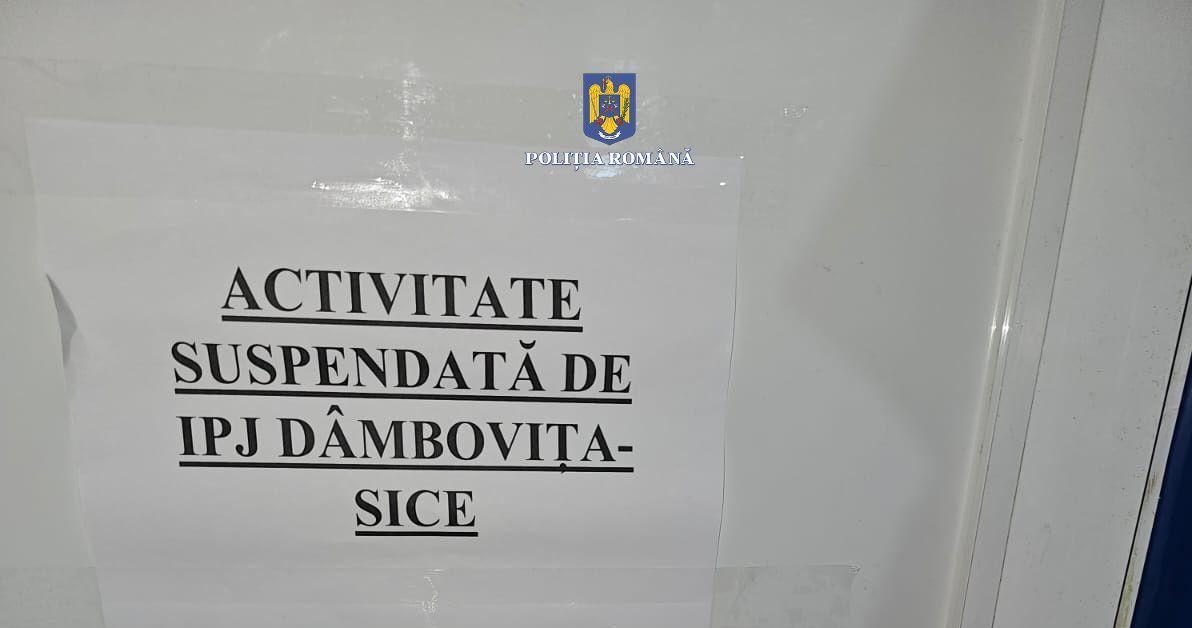 POLIȚIA ROMÂNĂ
ACTIVITATE
SUSPENDATĂ DE
IPJ DÂMBOVIȚA-
SICE